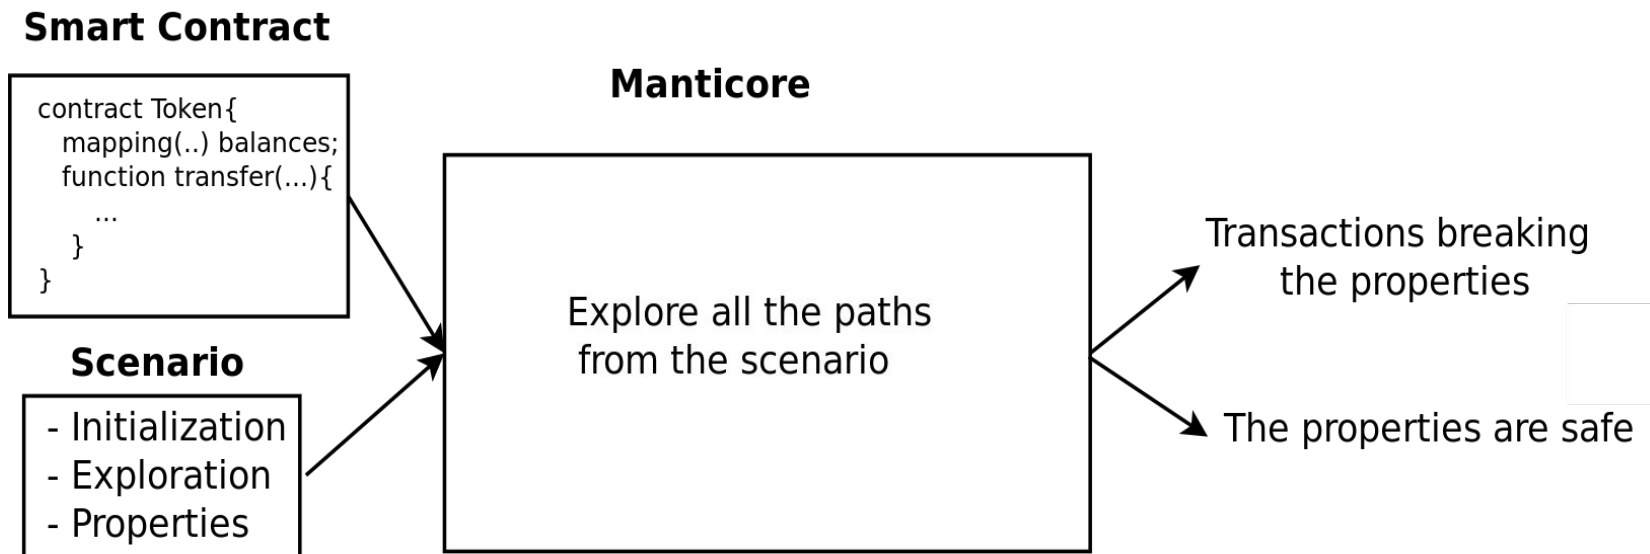 Smart Contract
contract Token{
mapping(..) balances;
function transfer(...){
...
}
}
Scenario
- Initialization
- Exploration
- Properties
Manticore
Explore all the paths
from the scenario
Transactions breaking
the properties
The properties are safe